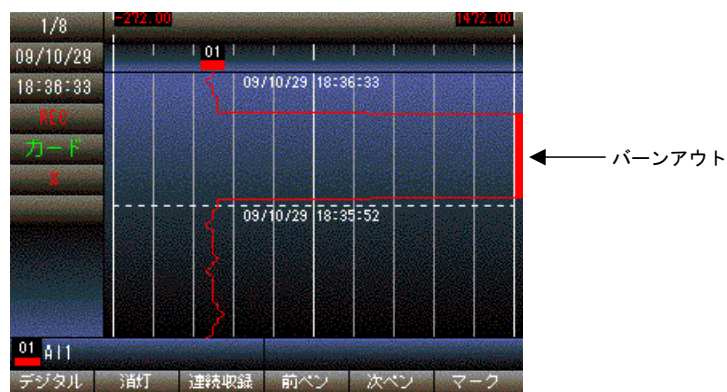 1/8
-272.00 1472.00
09/10/29
01
18:36:33
09/10/29 18:36:33
REC
カード
バーンアウト
09/10/29 18:35:52
01 AI1
デジタル 消灯 連続収録 前ペン 次ペン マーク